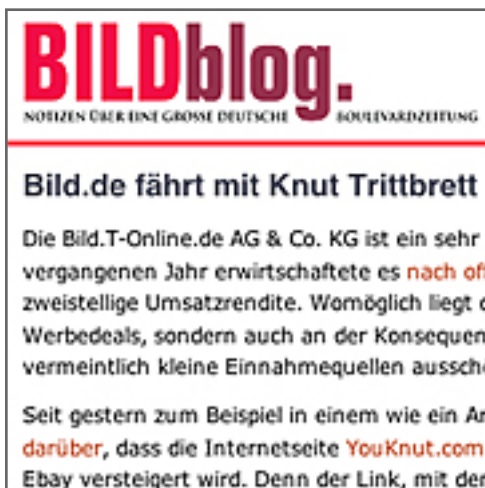 BILDblog.
NOTIZEN ÜBER EINE GROSSE DEUTSCHE BOULEVARDZEITUNG
Bild.de fährt mit Knut Trittbrett
Die Bild.T-Online.de AG & Co. KG ist ein sehr
vergangenen Jahr erwirtschaftete es nach of
zweistellige Umsatzrendite. Womöglich liegt
Werbedeals, sondern auch an der Konsequen
vermeintlich kleine Einnahmequellen aussch
Seit gestern zum Beispiel in einem wie ein A
darüber, dass die Internetseite YouKnut.com
Ebay versteigert wird. Denn der Link, mit de